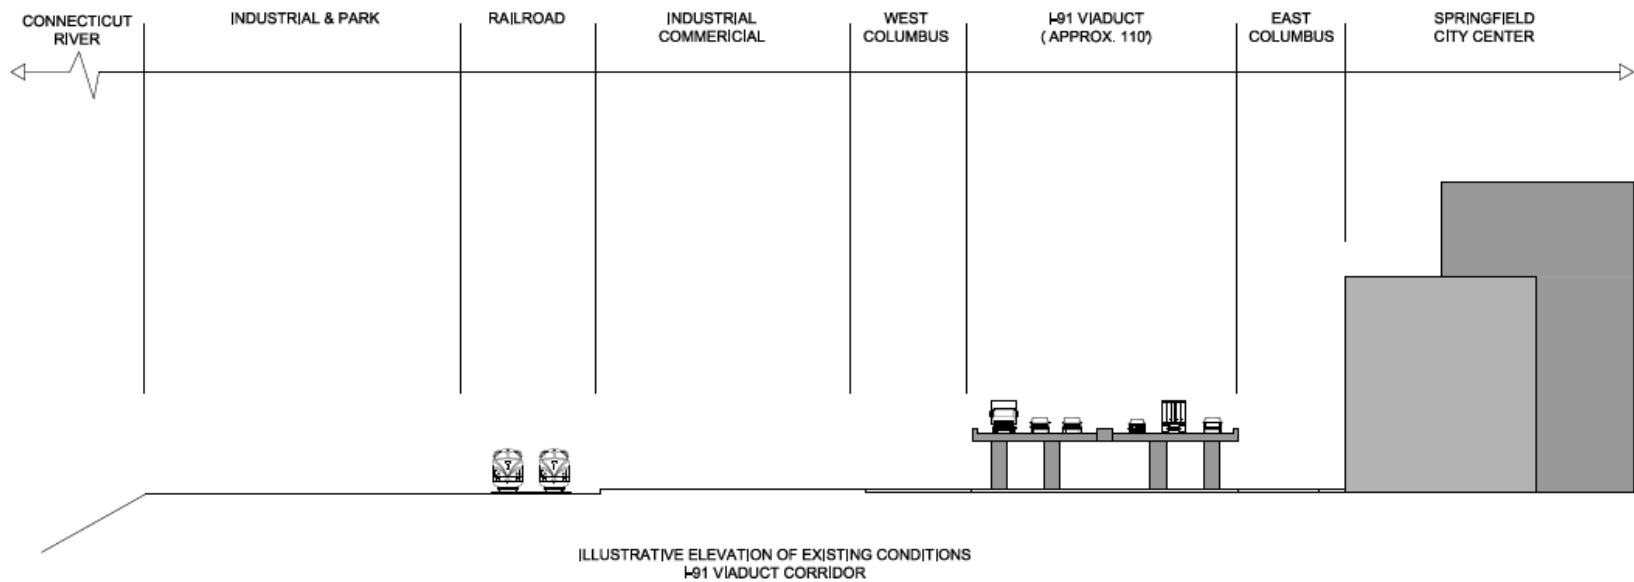 CONNECTICUT
RIVER
INDUSTRIAL & PARK
RAILROAD
INDUSTRIAL
COMMERICIAL
WEST
COLUMBUS
I-91 VIADUCT
( APPROX. 110')
EAST
COLUMBUS
SPRINGFIELD
CITY CENTER
ILLUSTRATIVE ELEVATION OF EXISTING CONDITIONS
I-91 VIADUCT CORRIDOR